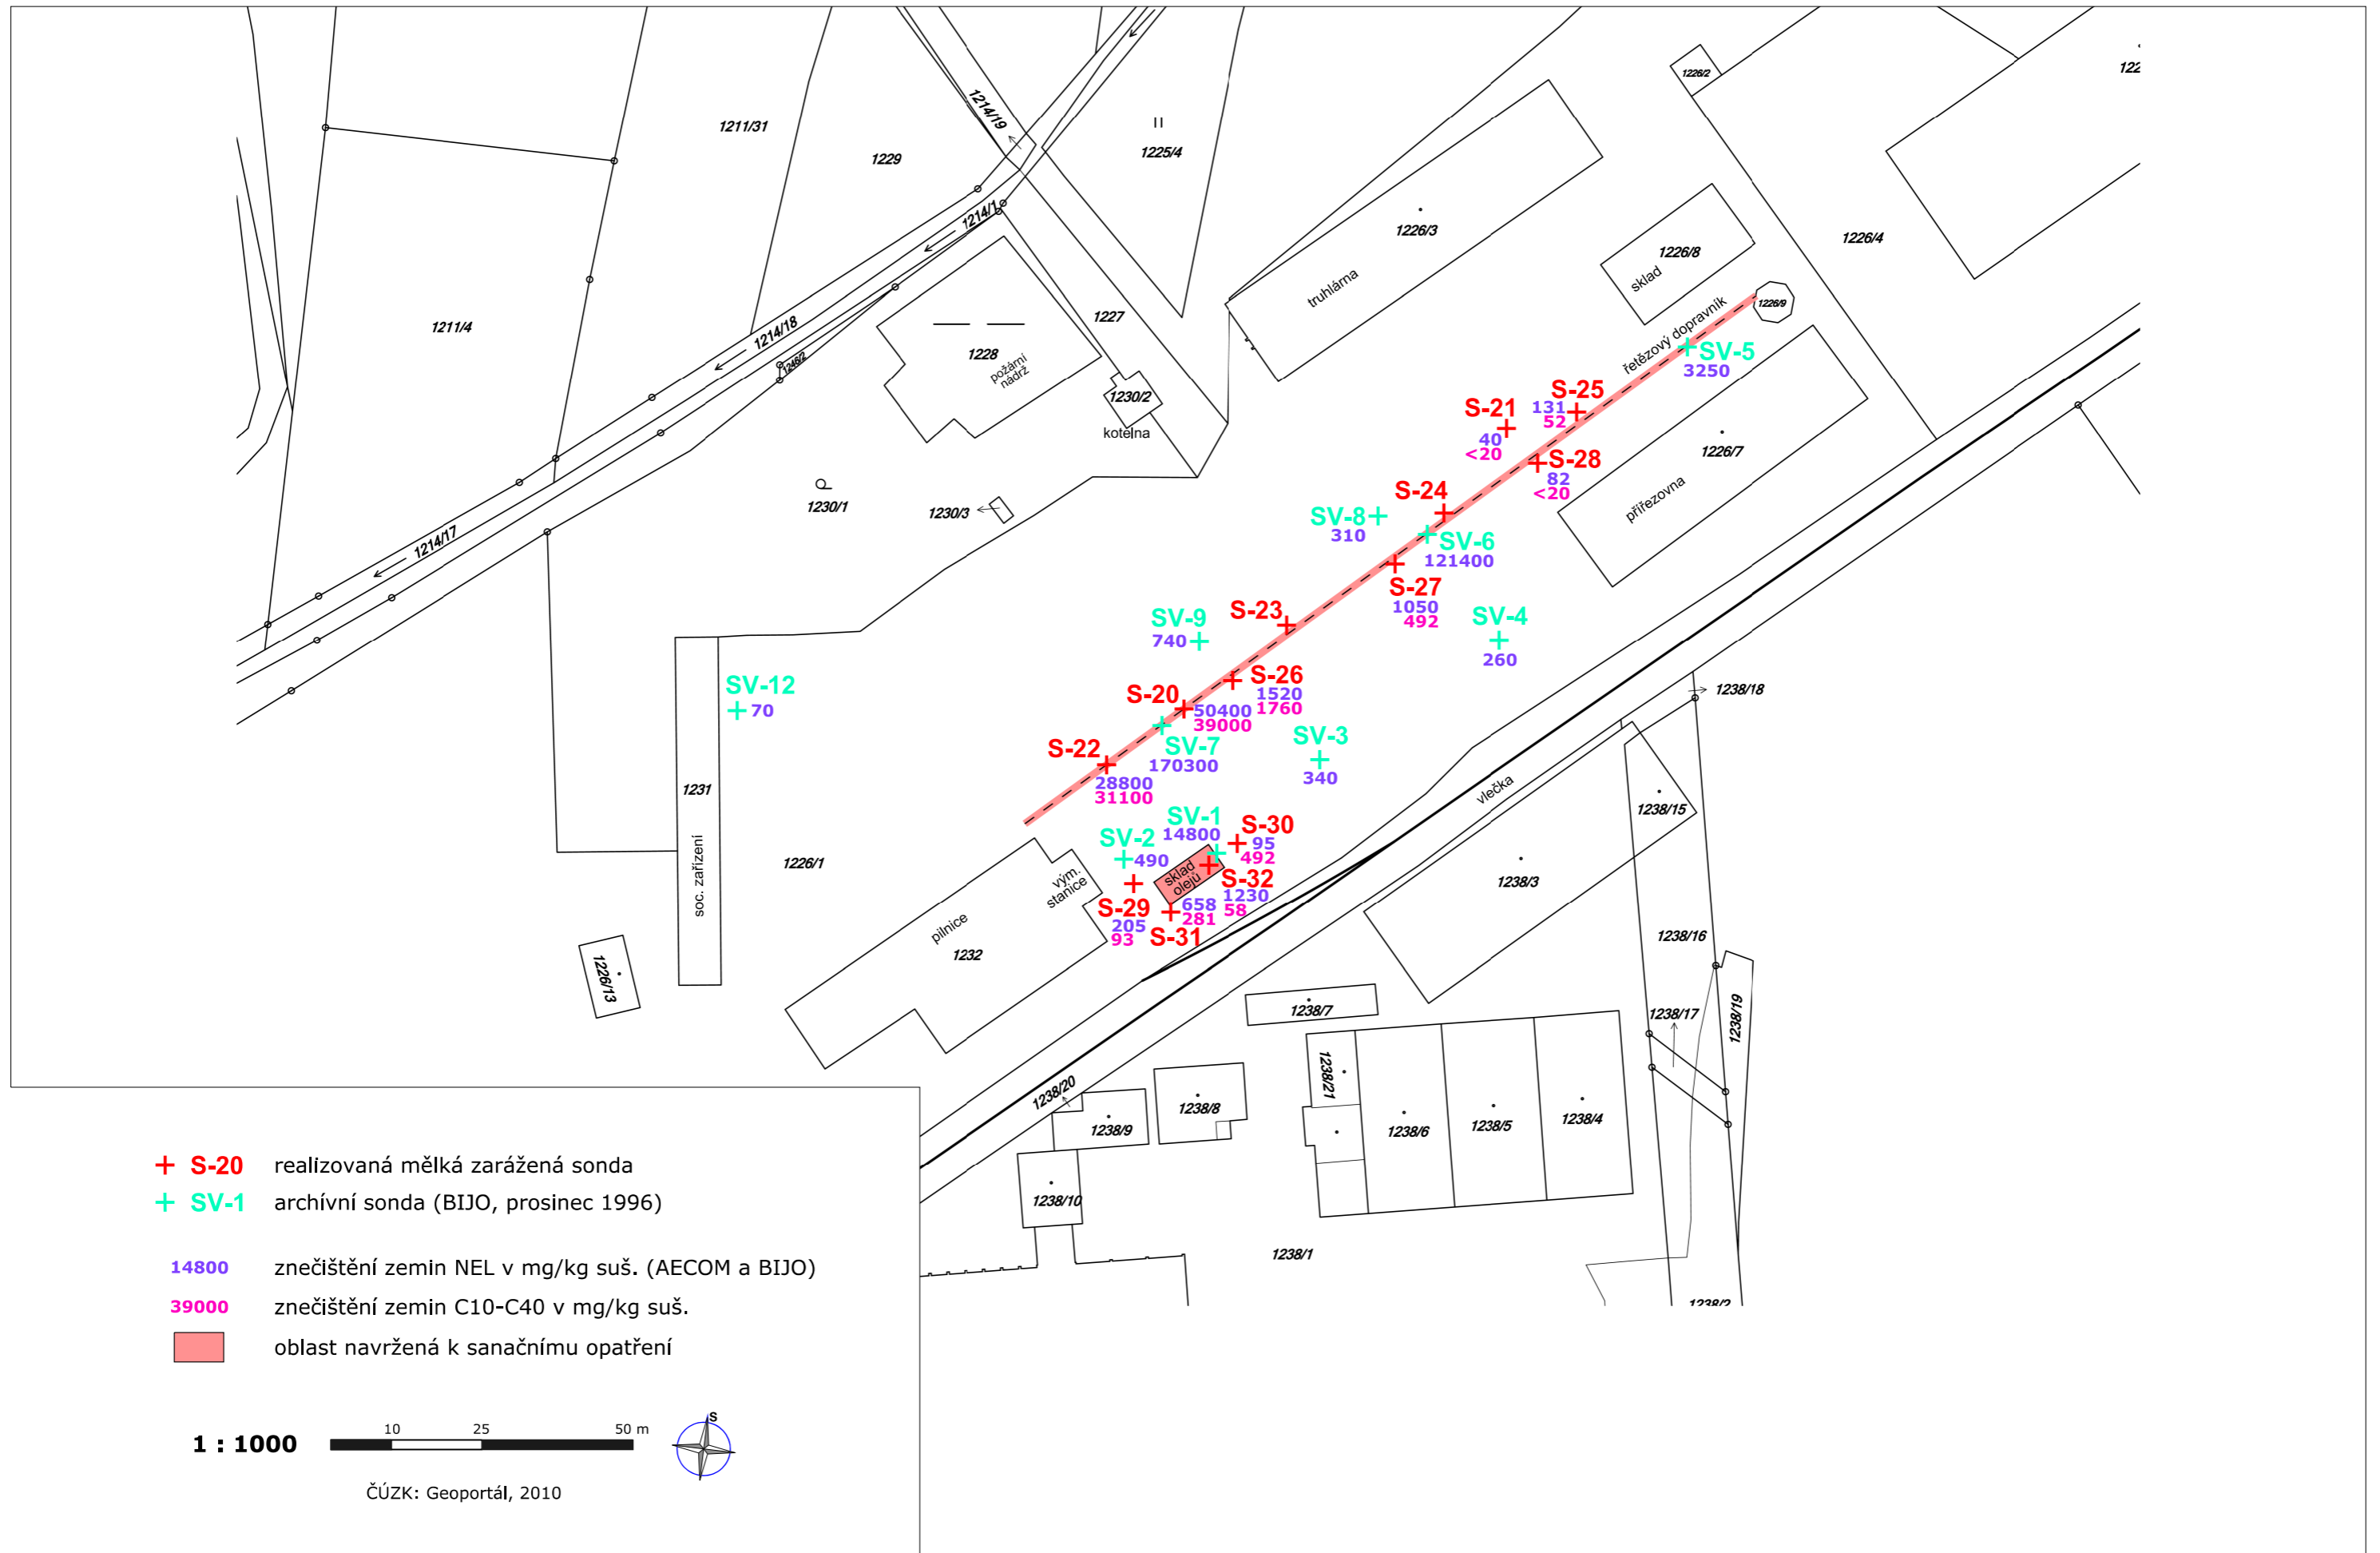 1226/2
122
1214/19
1211/31
1229
1225/4
1226/3
truhlárna
1226/8
sklad
1226/4
1214/1
řetězový dopravník
1226/9
1227
1211/4
1214/18
1246/2
1228
požární
nádrž
1230/2
kotelna
SV-5
3250
S-25
131
52
S-21
40
<20
S-28
82
<20
1226/7
přířezovna
S-24
1230/1
1230/3
SV-8
310
SV-6
121400
1214/17
S-27
1050
492
S-23
SV-9
740
SV-4
260
SV-12
70
S-26
1520
1760
S-20
50400
39000
SV-7
170300
SV-3
340
S-22
28800
31100
1238/18
1231
soc. zařízení
1226/1
vlečka
1238/15
SV-1
14800
S-30
95
492
SV-2
490
sklad
olejů
S-32
1230
58
vým.
stanice
S-29
205
93
658
281
S-31
1238/3
pilnice
1232
1238/16
1226/13
1238/7
1238/17
1238/19
1238/20
1238/21
1238/9
1238/8
1238/6
1238/5
1238/4
1238/10
1238/1
1238/2
S-20 realizovaná mělká zarážená sonda
SV-1 archívní sonda (BIJO, prosinec 1996)
14800 znečištění zemin NEL v mg/kg suš. (AECOM a BIJO)
39000 znečištění zemin C10-C40 v mg/kg suš.
oblast navržená k sanačnímu opatření
1 : 1000
10 25 50 m
S
ČÚZK: Geoportál, 2010